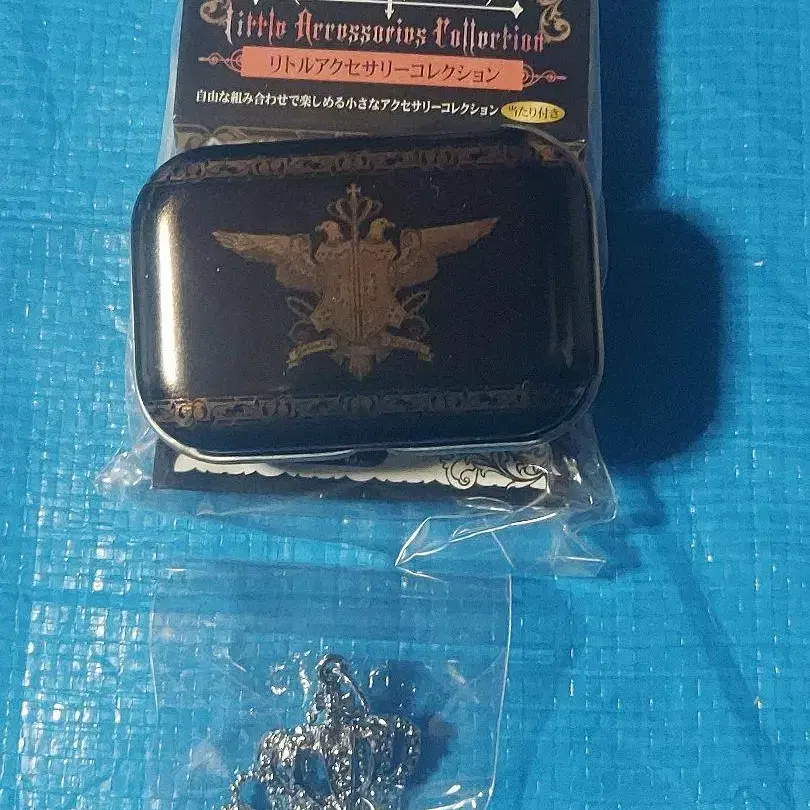 Little Accessories Collection
リトルアクセサリーコレクション
自由な組み合わせで楽しめる小さなアクセサリーコレクション 当たり付き